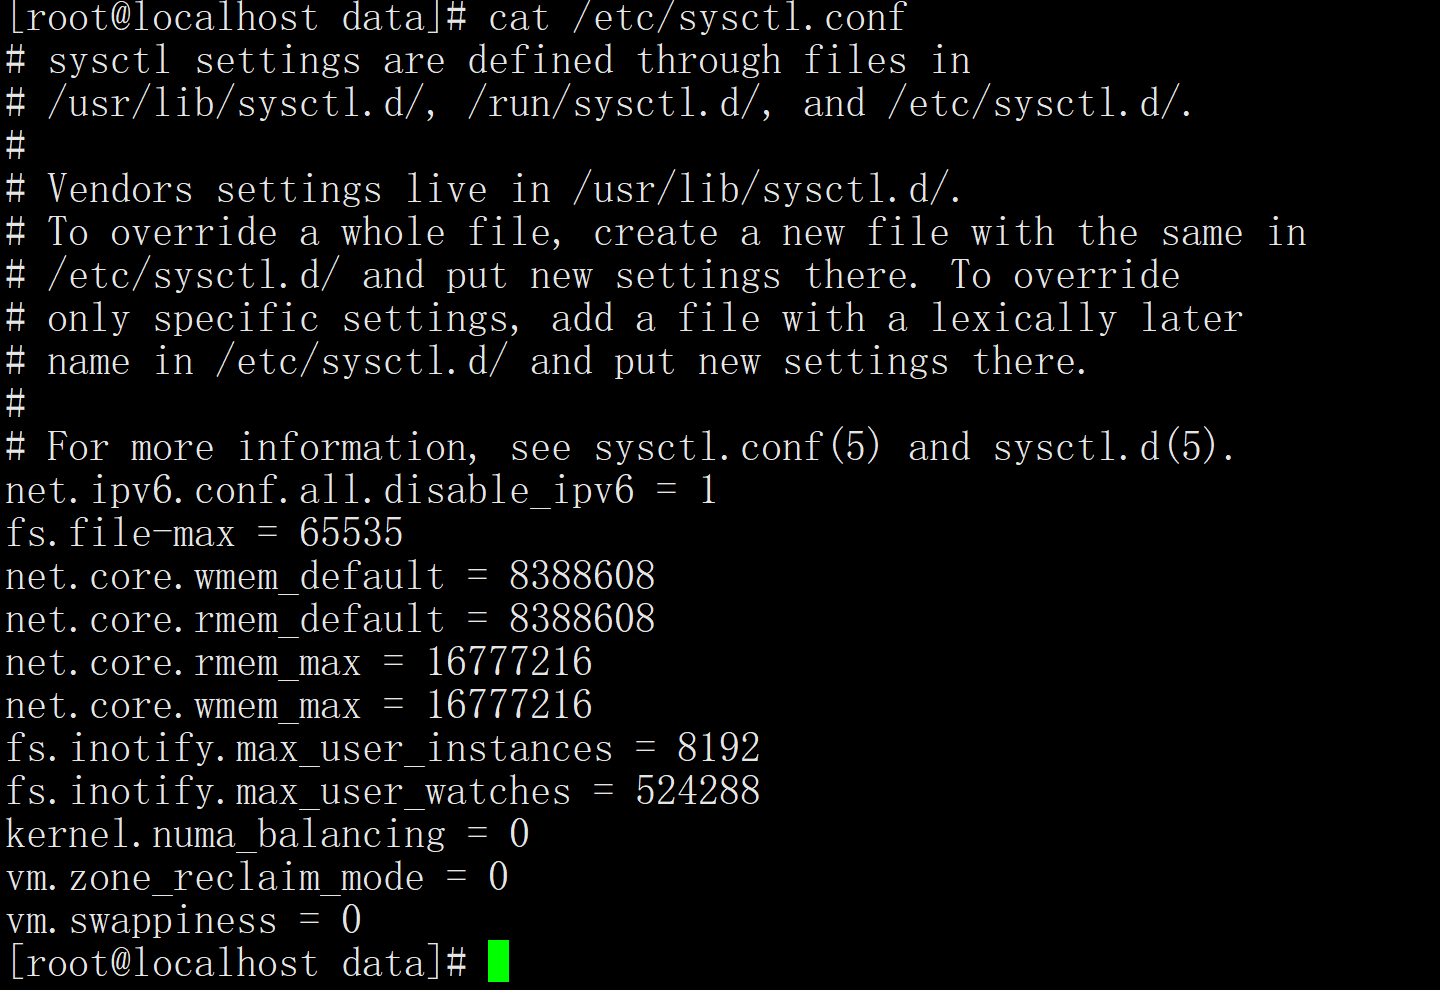 [root@localhost data]# cat /etc/sysctl.conf
# sysctl settings are defined through files in
# /usr/lib/sysctl.d/, /run/sysctl.d/, and /etc/sysctl.d/.
#
# Vendors settings live in /usr/lib/sysctl.d/.
# To override a whole file, create a new file with the same in
# /etc/sysctl.d/ and put new settings there. To override
# only specific settings, add a file with a lexically later
# name in /etc/sysctl.d/ and put new settings there.
#
# For more information, see sysctl.conf(5) and sysctl.d(5).
net.ipv6.conf.all.disable_ipv6 = 1
fs.file-max = 65535
net.core.wmem_default = 8388608
net.core.rmem_default = 8388608
net.core.rmem_max = 16777216
net.core.wmem_max = 16777216
fs.inotify.max_user_instances = 8192
fs.inotify.max_user_watches = 524288
kernel.numa_balancing = 0
vm.zone_reclaim_mode = 0
vm.swappiness = 0
[root@localhost data]#